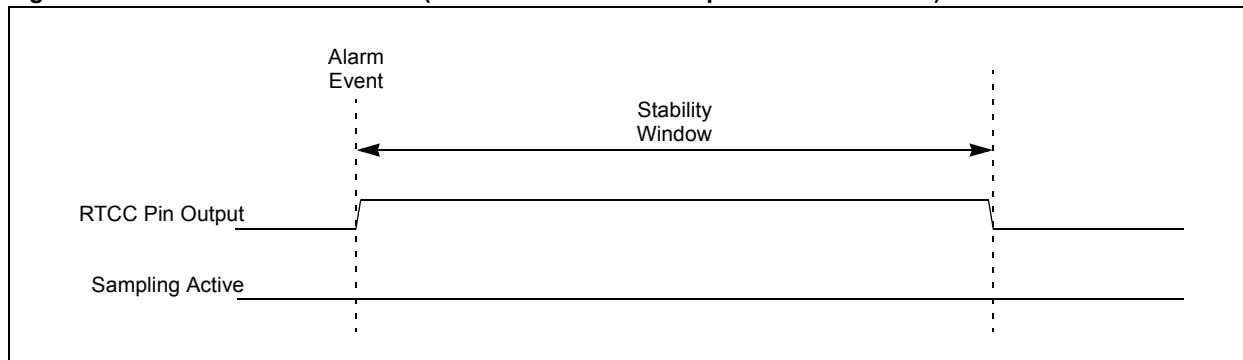 Alarm
Event
Stability
Window
RTCC Pin Output
Sampling Active